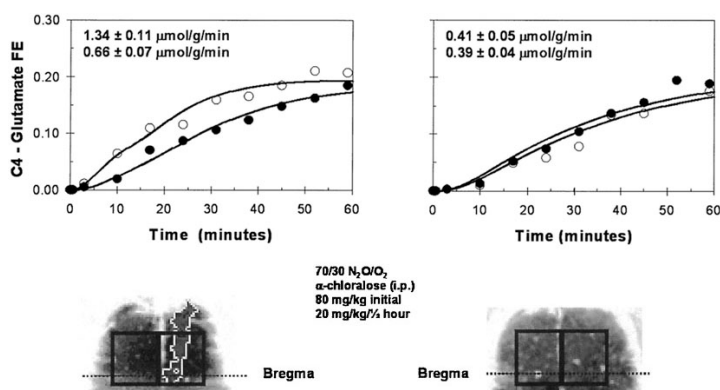 1.34 ± 0.11 μmol/g/min
0.66 ± 0.07 μmol/g/min
C4 - Glutamate FE
0.20
0.10
0.00
0 10 20 30 40 50 60
Time (minutes)
0.41 ± 0.05 μmol/g/min
0.39 ± 0.04 μmol/g/min
0 10 20 30 40 50 60
Time (minutes)
70/30 N₂O/O₂
α-chloralose (i.p.)
80 mg/kg initial
20 mg/kg/½ hour
Bregma
Bregma